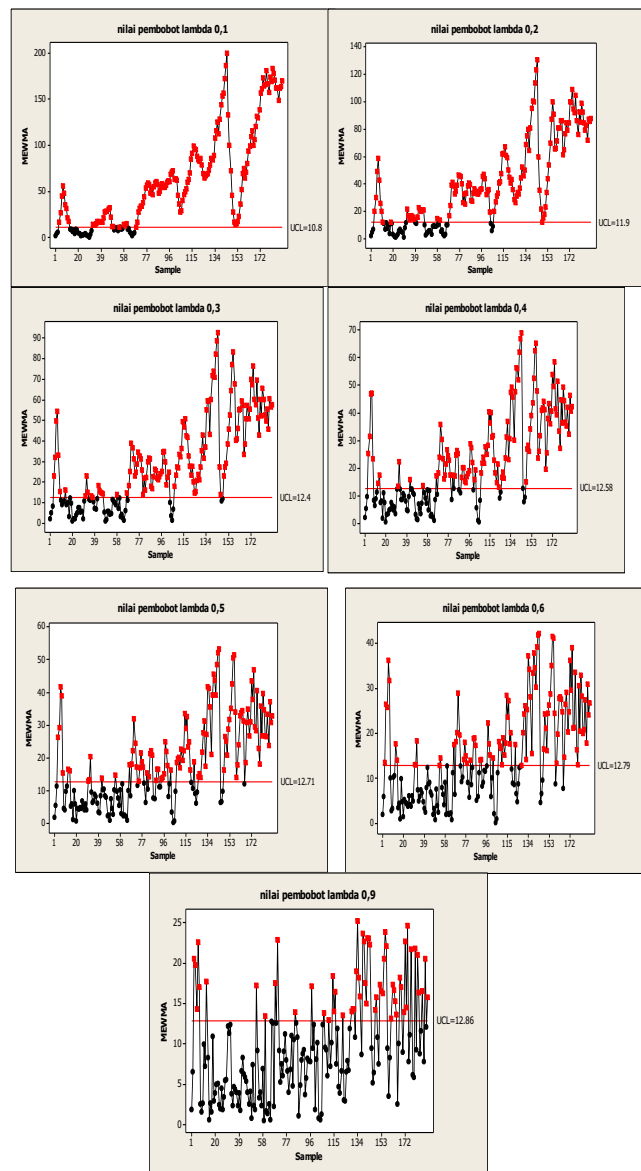 nilai pembobot lambda 0,1
200
150
100
50
0
MEWMA
UCL=10.8
1 20 39 58 77 96 115 134 153 172
Sample
nilai pembobot lambda 0,2
140
120
100
80
60
40
20
0
MEWMA
UCL=11.9
1 20 39 58 77 96 115 134 153 172
Sample
nilai pembobot lambda 0,3
90
80
70
60
50
40
30
20
10
0
MEWMA
UCL=12.4
1 20 39 58 77 96 115 134 153 172
Sample
nilai pembobot lambda 0,4
70
60
50
40
30
20
10
0
MEWMA
UCL=12.58
1 20 39 58 77 96 115 134 153 172
Sample
nilai pembobot lambda 0,5
60
50
40
30
20
10
0
MEWMA
UCL=12.71
1 20 39 58 77 96 115 134 153 172
Sample
nilai pembobot lambda 0,6
40
30
20
10
0
MEWMA
UCL=12.79
1 20 39 58 77 96 115 134 153 172
Sample
nilai pembobot lambda 0,9
25
20
15
10
5
0
MEWMA
UCL=12.86
1 20 39 58 77 96 115 134 153 172
Sample